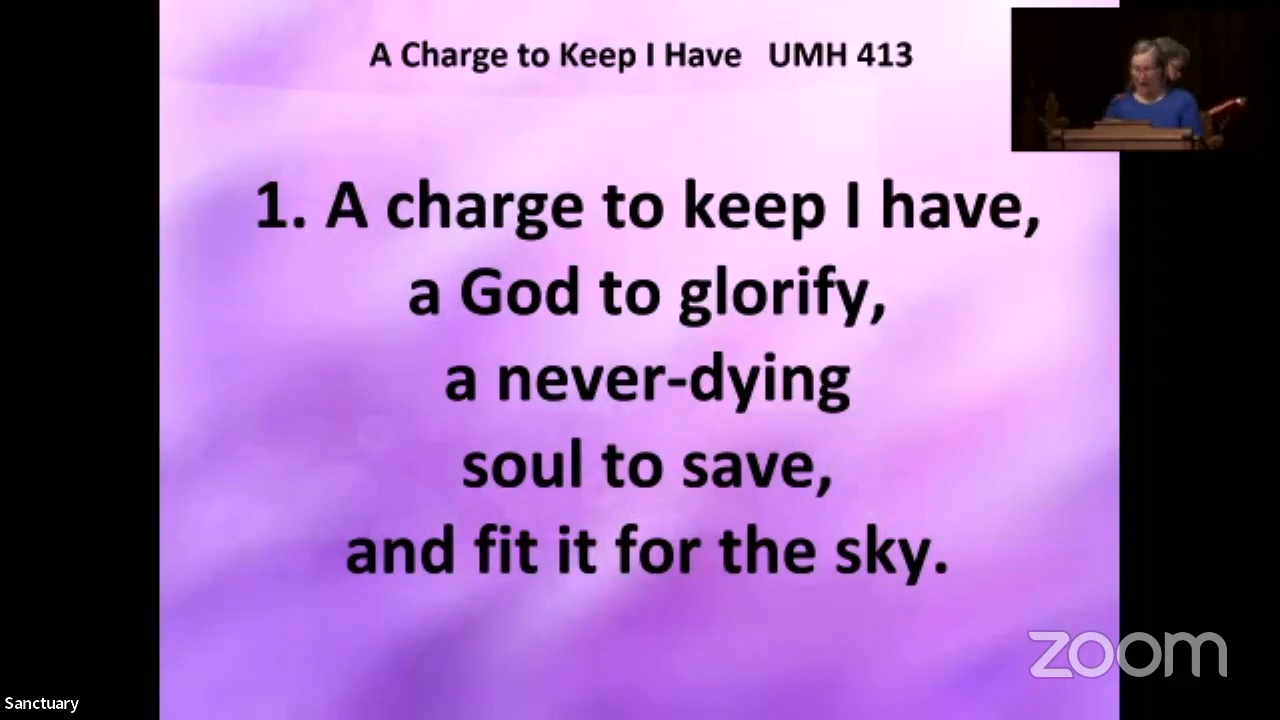 A Charge to Keep I Have UMH 413
1. A charge to keep I have,
a God to glorify,
a never-dying
soul to save,
and fit it for the sky.
zoom
Sanctuary